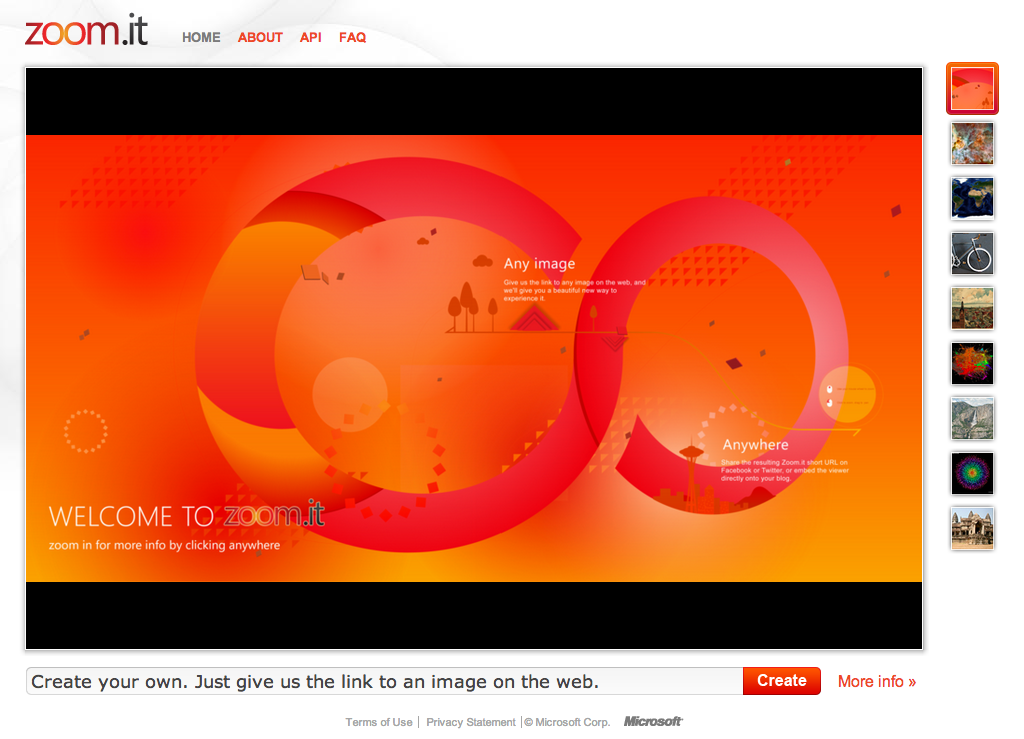 zoom.it
HOME ABOUT API FAQ
Any image
Give us the link to any image on the web, and
we'll give you a beautiful new way to
experience it.
Anywhere
Share the resulting Zoom.it short URL on
Facebook or Twitter, or embed the viewer
directly onto your blog.
WELCOME TO zoom.it
zoom in for more info by clicking anywhere
Create your own. Just give us the link to an image on the web.
Create
More info »
Terms of Use | Privacy Statement | © Microsoft Corp. Microsoft